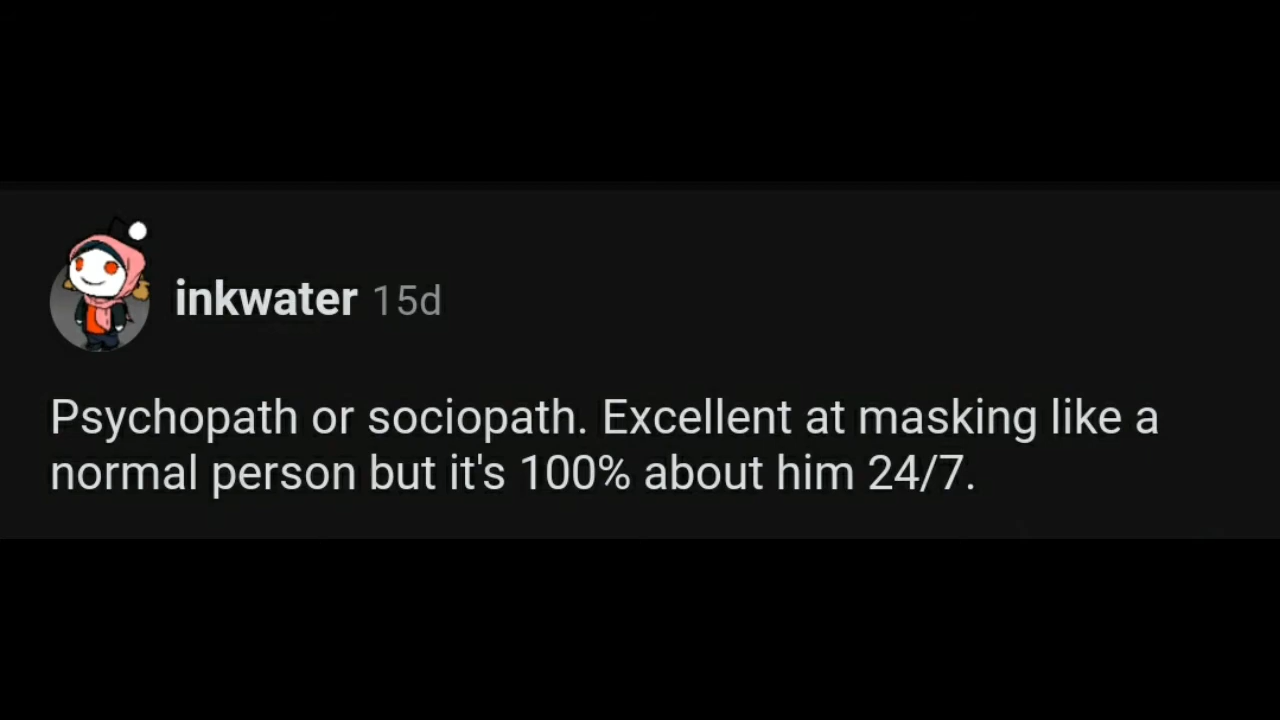 inkwater 15d
Psychopath or sociopath. Excellent at masking like a
normal person but it's 100% about him 24/7.